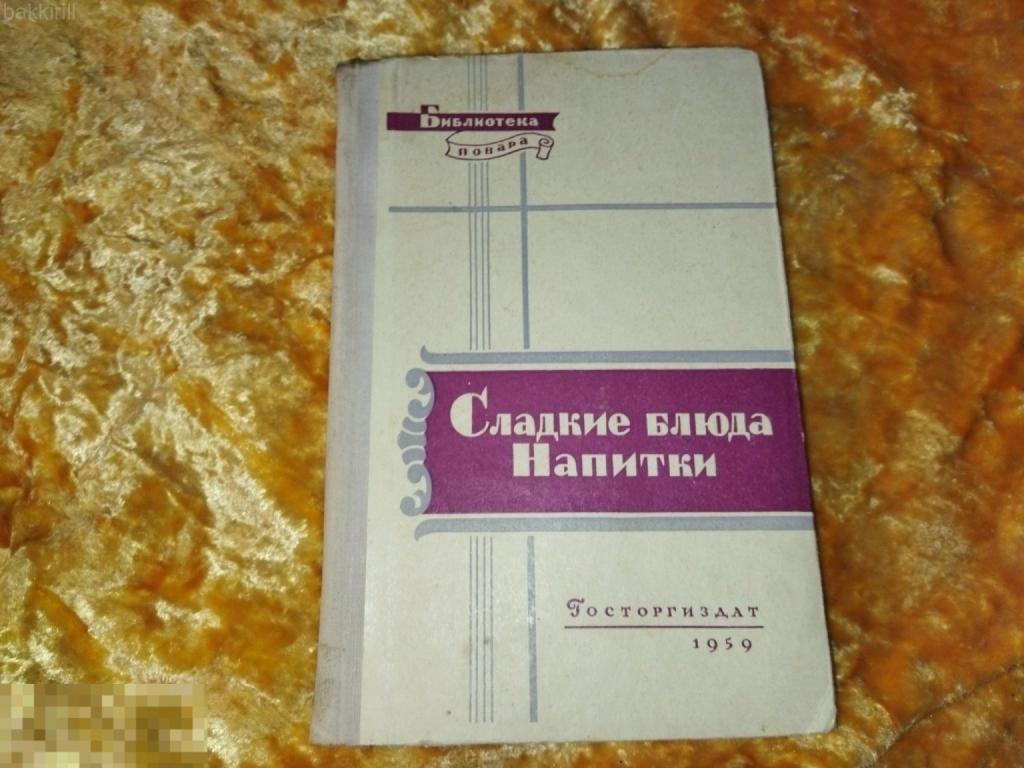 bakkirill
Библиотека
повара
Сладкие блюда
Напитки
Госторгиздат
1959